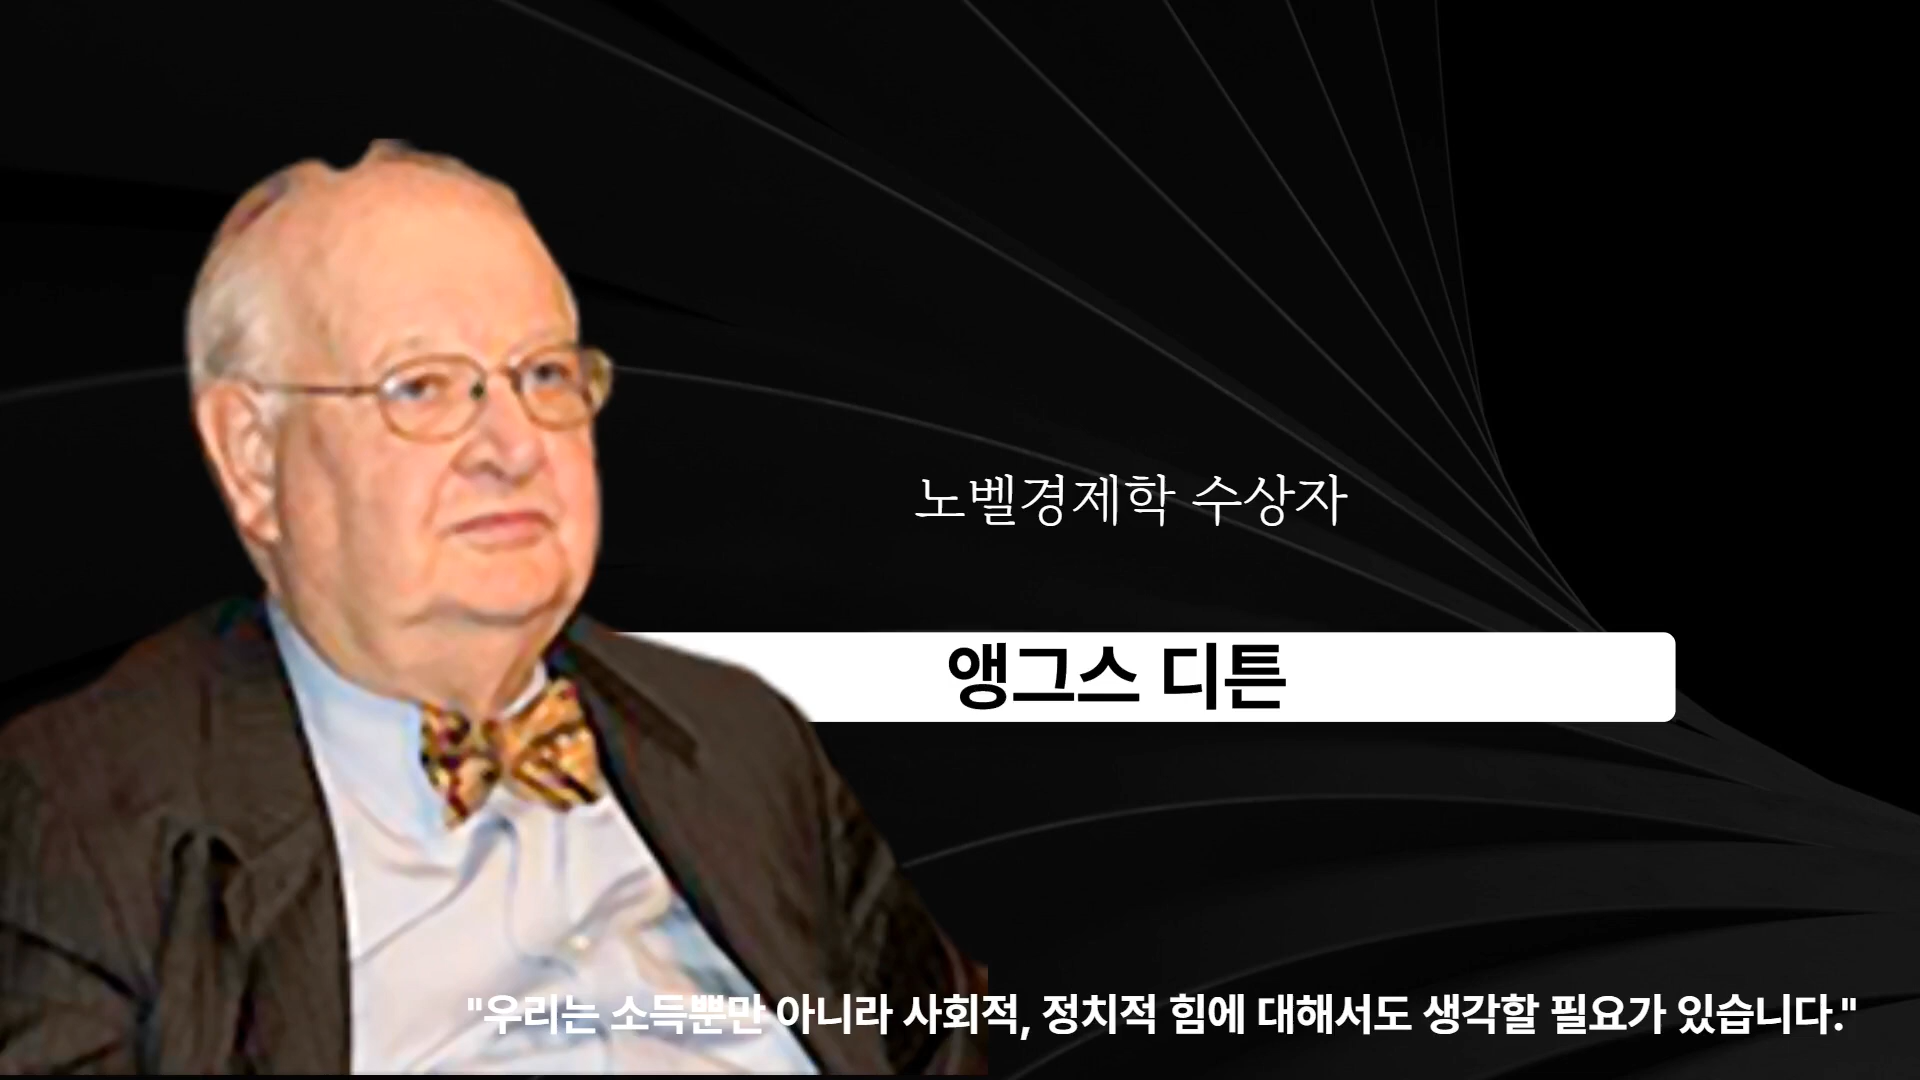 노벨경제학 수상자
앵그스 디튼
"우리는 소득뿐만 아니라 사회적, 정치적 힘에 대해서도 생각할 필요가 있습니다."